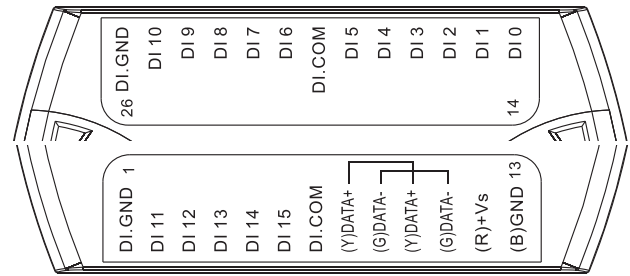 26 DI.GND
DI 10
DI 9
DI 8
DI 7
DI 6
DI.COM
DI 5
DI 4
DI 3
DI 2
DI 1
14 DI 0
DI.GND 1
DI 11
DI 12
DI 13
DI 14
DI 15
DI.COM
(Y)DATA+
(G)DATA-
(Y)DATA+
(G)DATA-
(R)+Vs
(B)GND 13